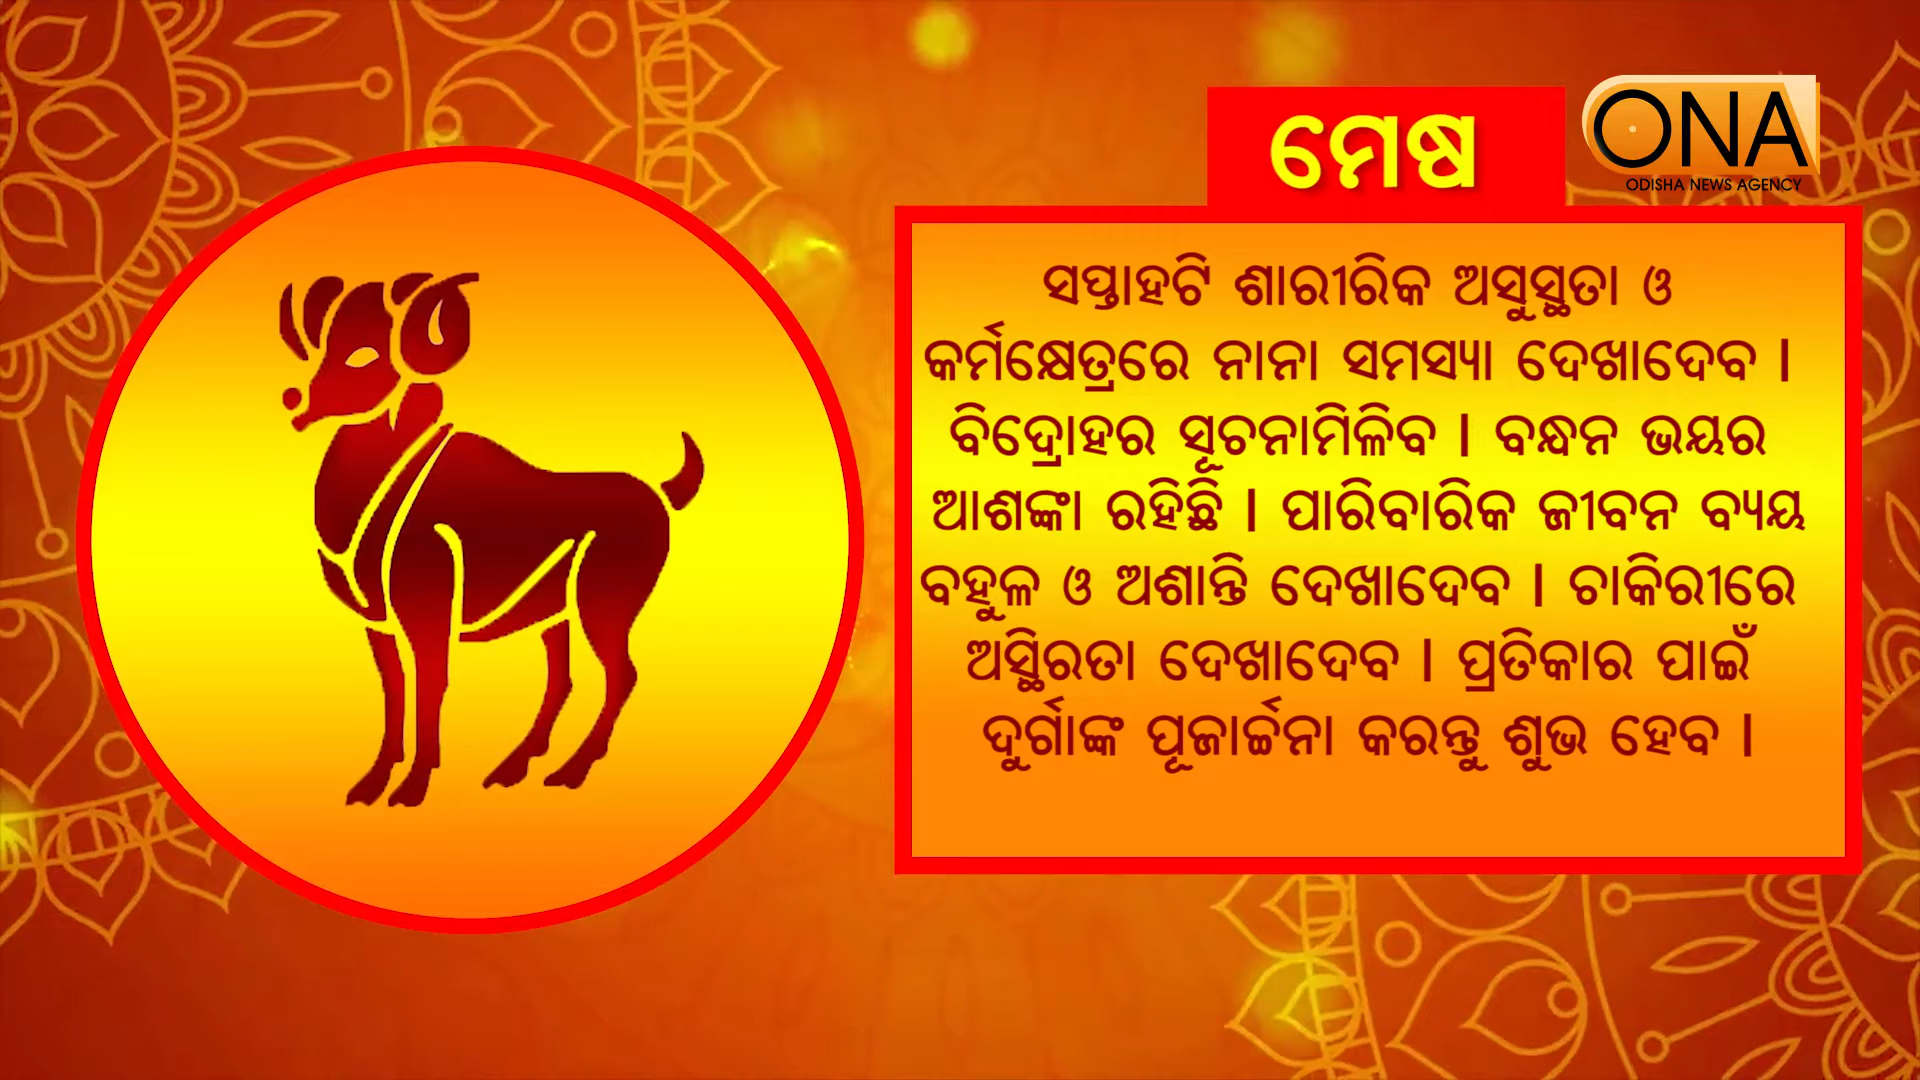 ମେଷ
ONA
ODISHA NEWS AGENCY
ସପ୍ତାହଟି ଶାରୀରିକ ଅସୁସ୍ଥତା ଓ
କର୍ମକ୍ଷେତ୍ରରେ ନାନା ସମସ୍ୟା ଦେଖାଦେବ |
ବିଦ୍ରୋହର ସୂଚନାମିଳିବ | ବନ୍ଧନ ଭୟର
ଆଶଙ୍କା ରହିଛି | ପାରିବାରିକ ଜୀବନ ବ୍ୟୟ
ବହୁଳ ଓ ଅଶାନ୍ତି ଦେଖାଦେବ | ଚାକିରୀରେ
ଅସ୍ଥିରତା ଦେଖାଦେବ | ପ୍ରତିକାର ପାଇଁ
ଦୁର୍ଗାଙ୍କ ପୂଜାର୍ଚ୍ଚନା କରନ୍ତୁ ଶୁଭ ହେବ |